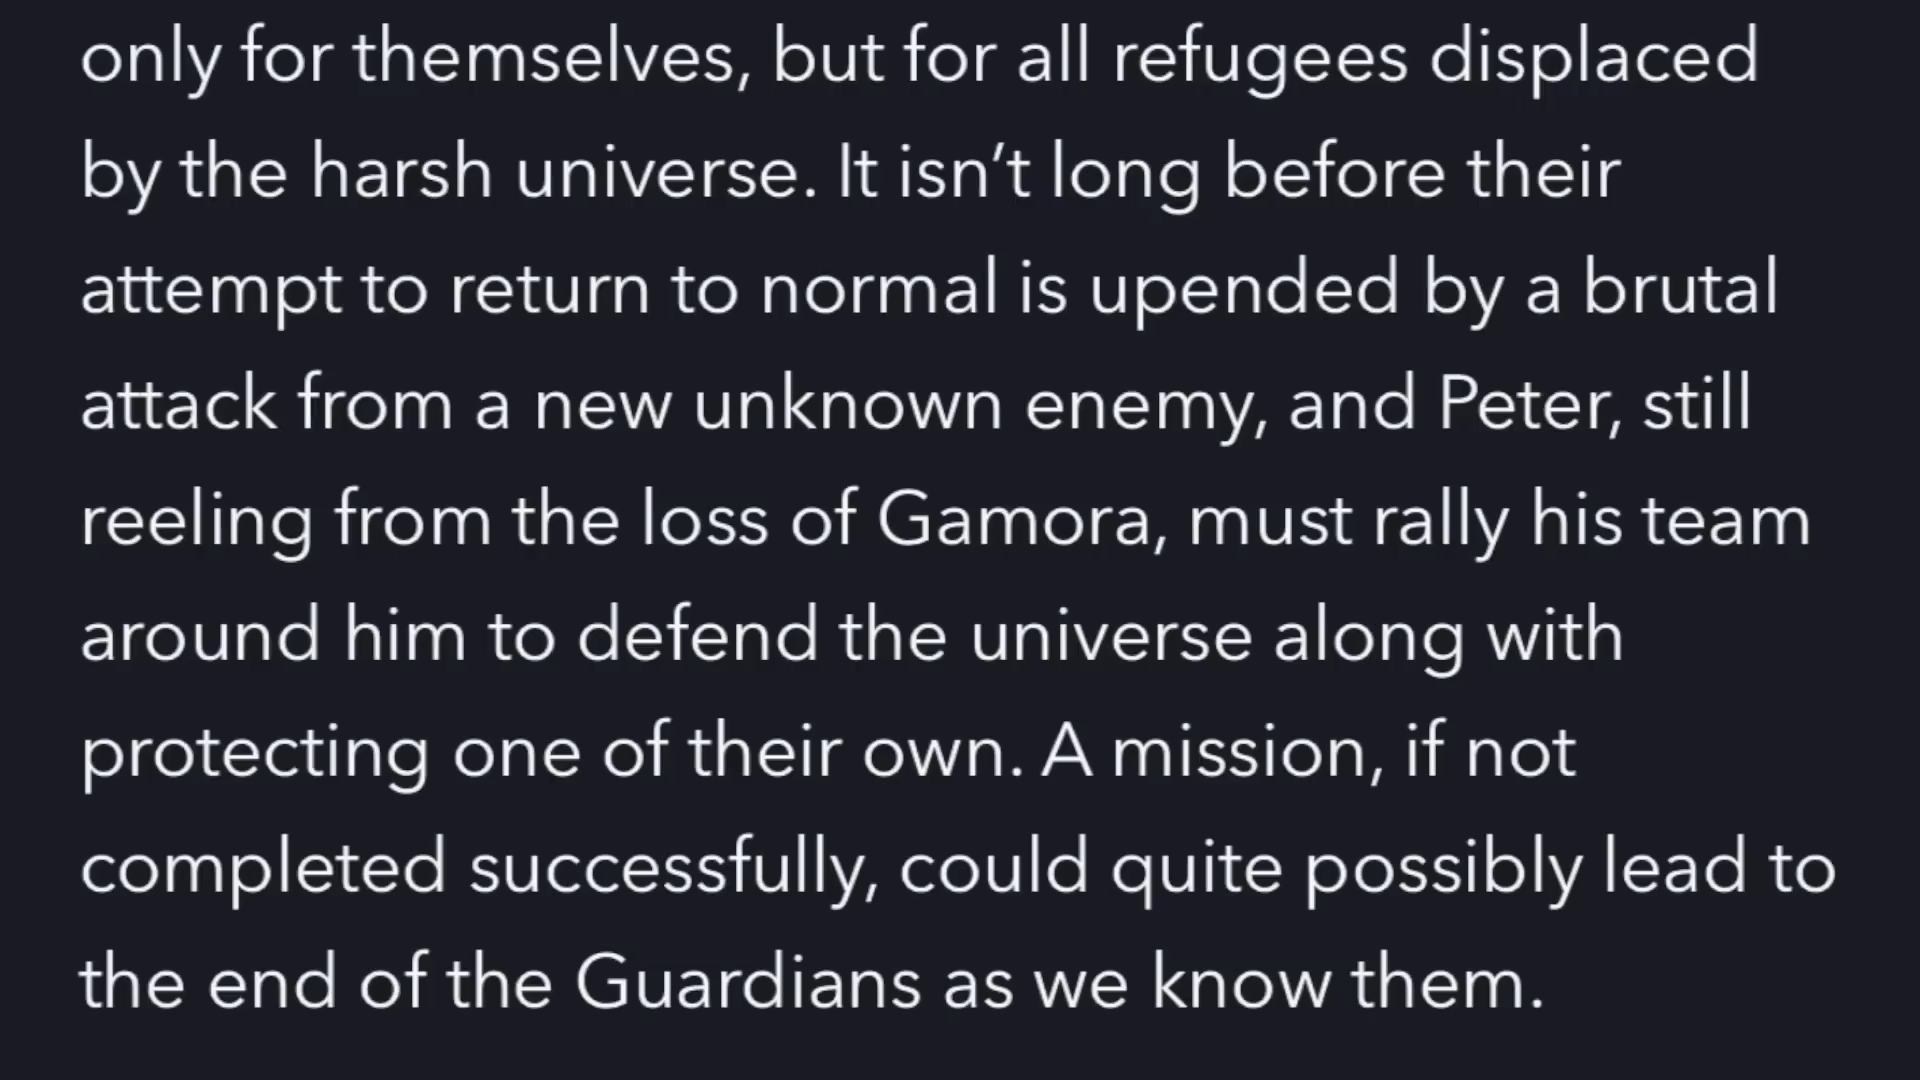 only for themselves, but for all refugees displaced
by the harsh universe. It isn’t long before their
attempt to return to normal is upended by a brutal
attack from a new unknown enemy, and Peter, still
reeling from the loss of Gamora, must rally his team
around him to defend the universe along with
protecting one of their own. A mission, if not
completed successfully, could quite possibly lead to
the end of the Guardians as we know them.